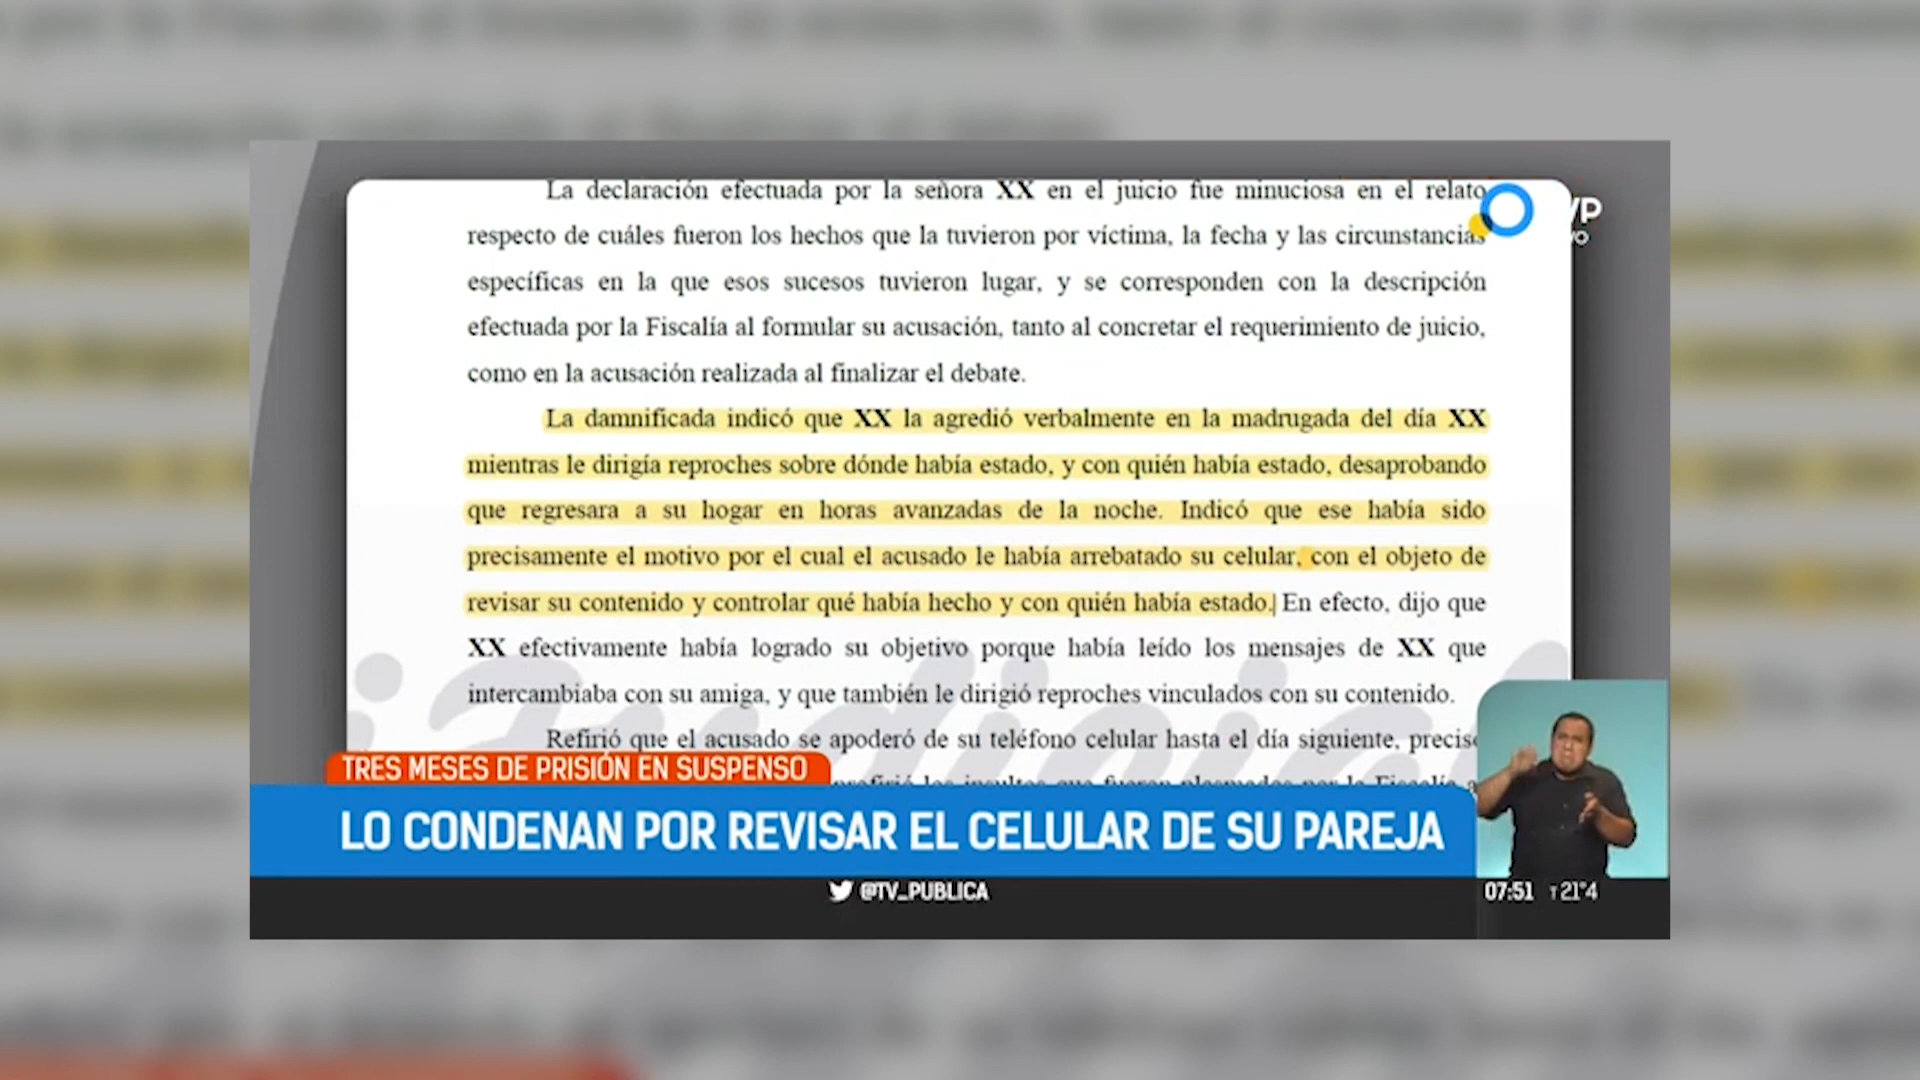 La declaración efectuada por la señora XX en el juicio fue minuciosa en el relato
respecto de cuáles fueron los hechos que la tuvieron por víctima, la fecha y las circunstancias
específicas en la que esos sucesos tuvieron lugar, y se corresponden con la descripción
efectuada por la Fiscalía al formular su acusación, tanto al concretar el requerimiento de juicio,
como en la acusación realizada al finalizar el debate.
La damnificada indicó que XX la agredió verbalmente en la madrugada del día XX
mientras le dirigía reproches sobre dónde había estado, y con quién había estado, desaprobando
que regresara a su hogar en horas avanzadas de la noche. Indicó que ese había sido
precisamente el motivo por el cual el acusado le había arrebatado su celular, con el objeto de
revisar su contenido y controlar qué había hecho y con quién había estado. En efecto, dijo que
XX efectivamente había logrado su objetivo porque había leído los mensajes de XX que
intercambiaba con su amiga, y que también le dirigió reproches vinculados con su contenido.
Refirió que el acusado se apoderó de su teléfono celular hasta el día siguiente,
los insultos que fueron plasmados por la Fiscalía
TRES MESES DE PRISIÓN EN SUSPENSO
LO CONDENAN POR REVISAR EL CELULAR DE SU PAREJA
@TV_PUBLICA
07:51 T 21°4